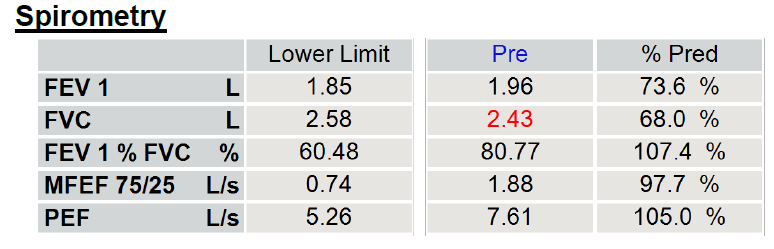 Spirometry
Lower Limit Pre % Pred
FEV 1 L 1.85 1.96 73.6 %
FVC L 2.58 2.43 68.0 %
FEV 1 % FVC % 60.48 80.77 107.4 %
MFEF 75/25 L/s 0.74 1.88 97.7 %
PEF L/s 5.26 7.61 105.0 %